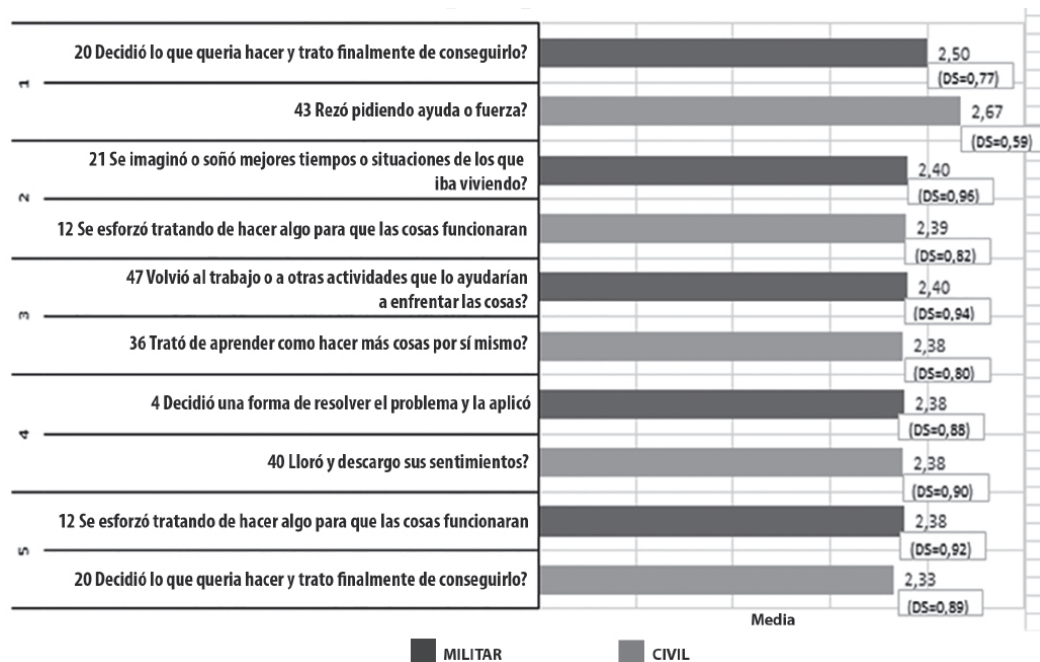 1
20 Decidió lo que queria hacer y trato finalmente de conseguirlo?
2,50
(DS=0,77)
43 Rezó pidiendo ayuda o fuerza?
2,67
(DS=0,59)
2
21 Se imaginó o soñó mejores tiempos o situaciones de los que
iba viviendo?
2,40
(DS=0,96)
12 Se esforzó tratando de hacer algo para que las cosas funcionaran
2,39
(DS=0,82)
3
47 Volvió al trabajo o a otras actividades que lo ayudarían
a enfrentar las cosas?
2,40
(DS=0,94)
36 Trató de aprender como hacer más cosas por sí mismo?
2,38
(DS=0,80)
4
4 Decidió una forma de resolver el problema y la aplicó
2,38
(DS=0,88)
40 Lloró y descargo sus sentimientos?
2,38
(DS=0,90)
5
12 Se esforzó tratando de hacer algo para que las cosas funcionaran
2,38
(DS=0,92)
20 Decidió lo que queria hacer y trato finalmente de conseguirlo?
2,33
(DS=0,89)
Media
MILITAR
CIVIL